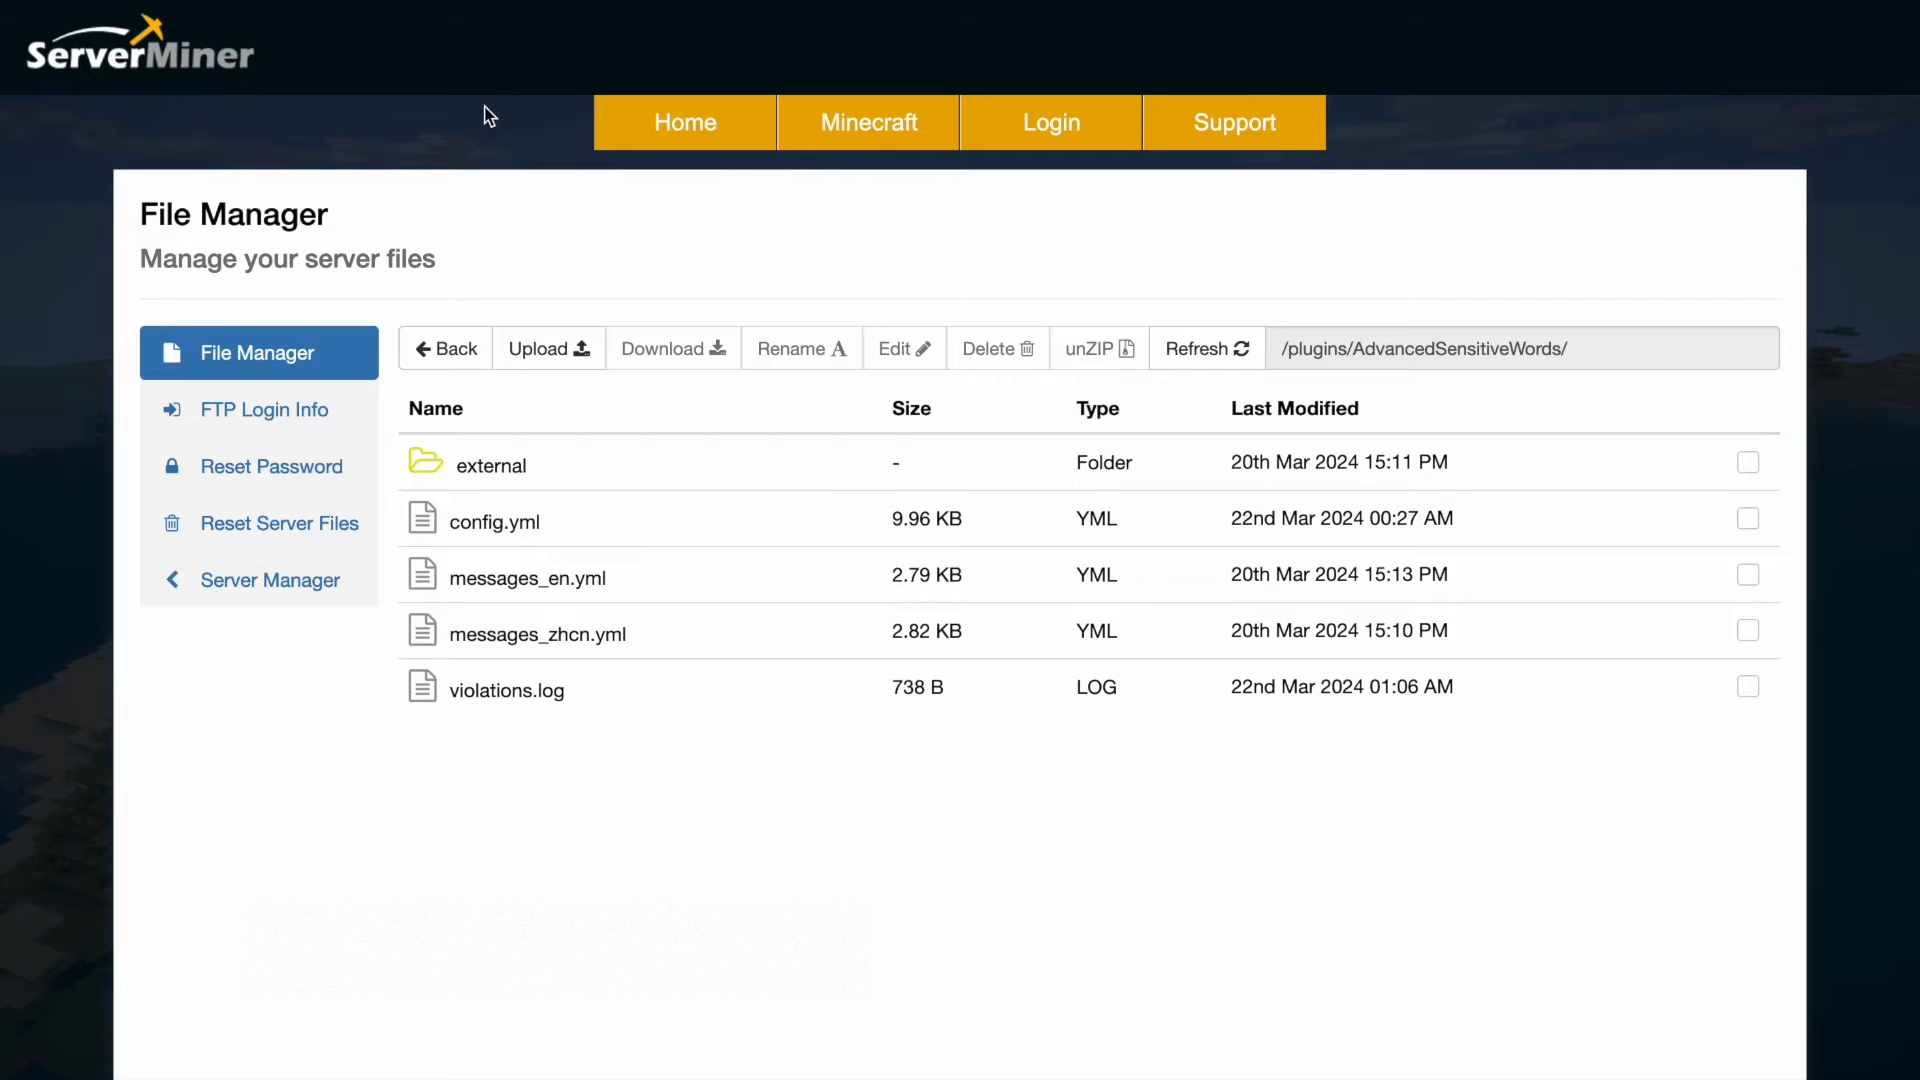 ServerMiner
Home Minecraft Login Support
File Manager
Manage your server files
File Manager
FTP Login Info
Reset Password
Reset Server Files
Server Manager
Back Upload Download Rename Edit Delete unZIP Refresh /plugins/AdvancedSensitiveWords/
Name Size Type Last Modified
external - Folder 20th Mar 2024 15:11 PM
config.yml 9.96 KB YML 22nd Mar 2024 00:27 AM
messages_en.yml 2.79 KB YML 20th Mar 2024 15:13 PM
messages_zhcn.yml 2.82 KB YML 20th Mar 2024 15:10 PM
violations.log 738 B LOG 22nd Mar 2024 01:06 AM